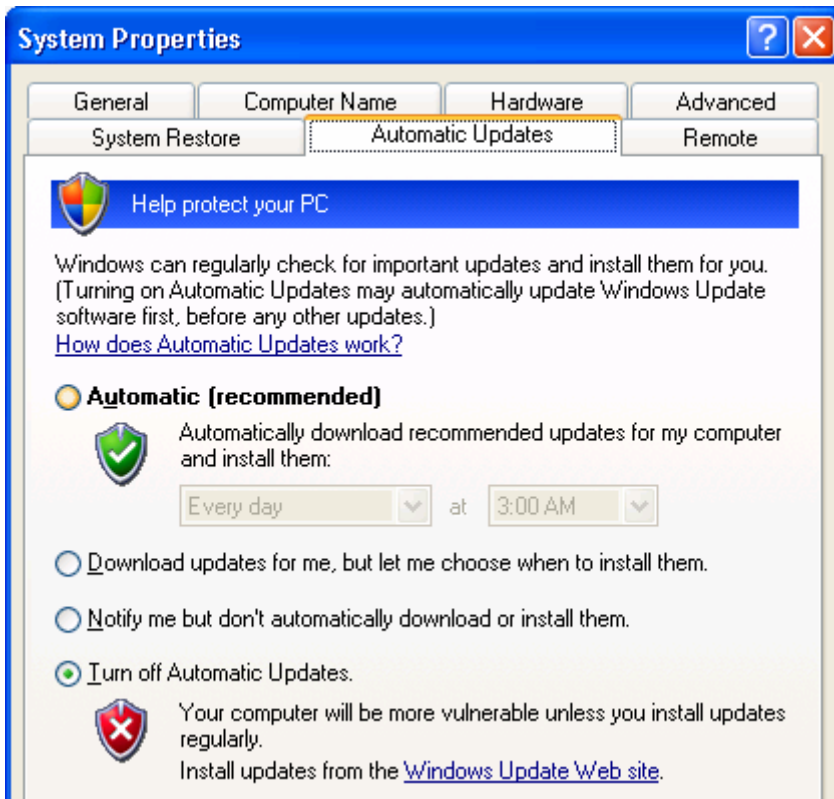 System Properties
General Computer Name Hardware Advanced
System Restore Automatic Updates Remote
Help protect your PC
Windows can regularly check for important updates and install them for you.
(Turning on Automatic Updates may automatically update Windows Update
software first, before any other updates.)
How does Automatic Updates work?
Automatic (recommended)
Automatically download recommended updates for my computer
and install them:
Every day at 3:00 AM
Download updates for me, but let me choose when to install them.
Notify me but don't automatically download or install them.
Turn off Automatic Updates.
Your computer will be more vulnerable unless you install updates
regularly.
Install updates from the Windows Update Web site.